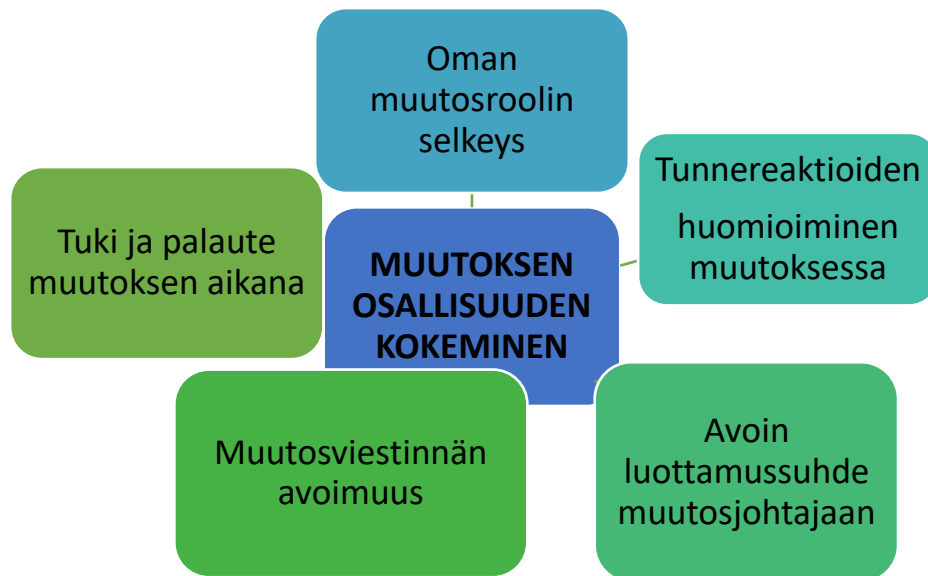 Oman
muutosroolin
selkeys
Tunnereaktioiden
huomioiminen
muutoksessa
Tuki ja palaute
muutoksen aikana
MUUTOKSEN
OSALLISUUDEN
KOKEMINEN
Muutosviestinnän
avoimuus
Avoin
luottamussuhde
muutosjohtajaan